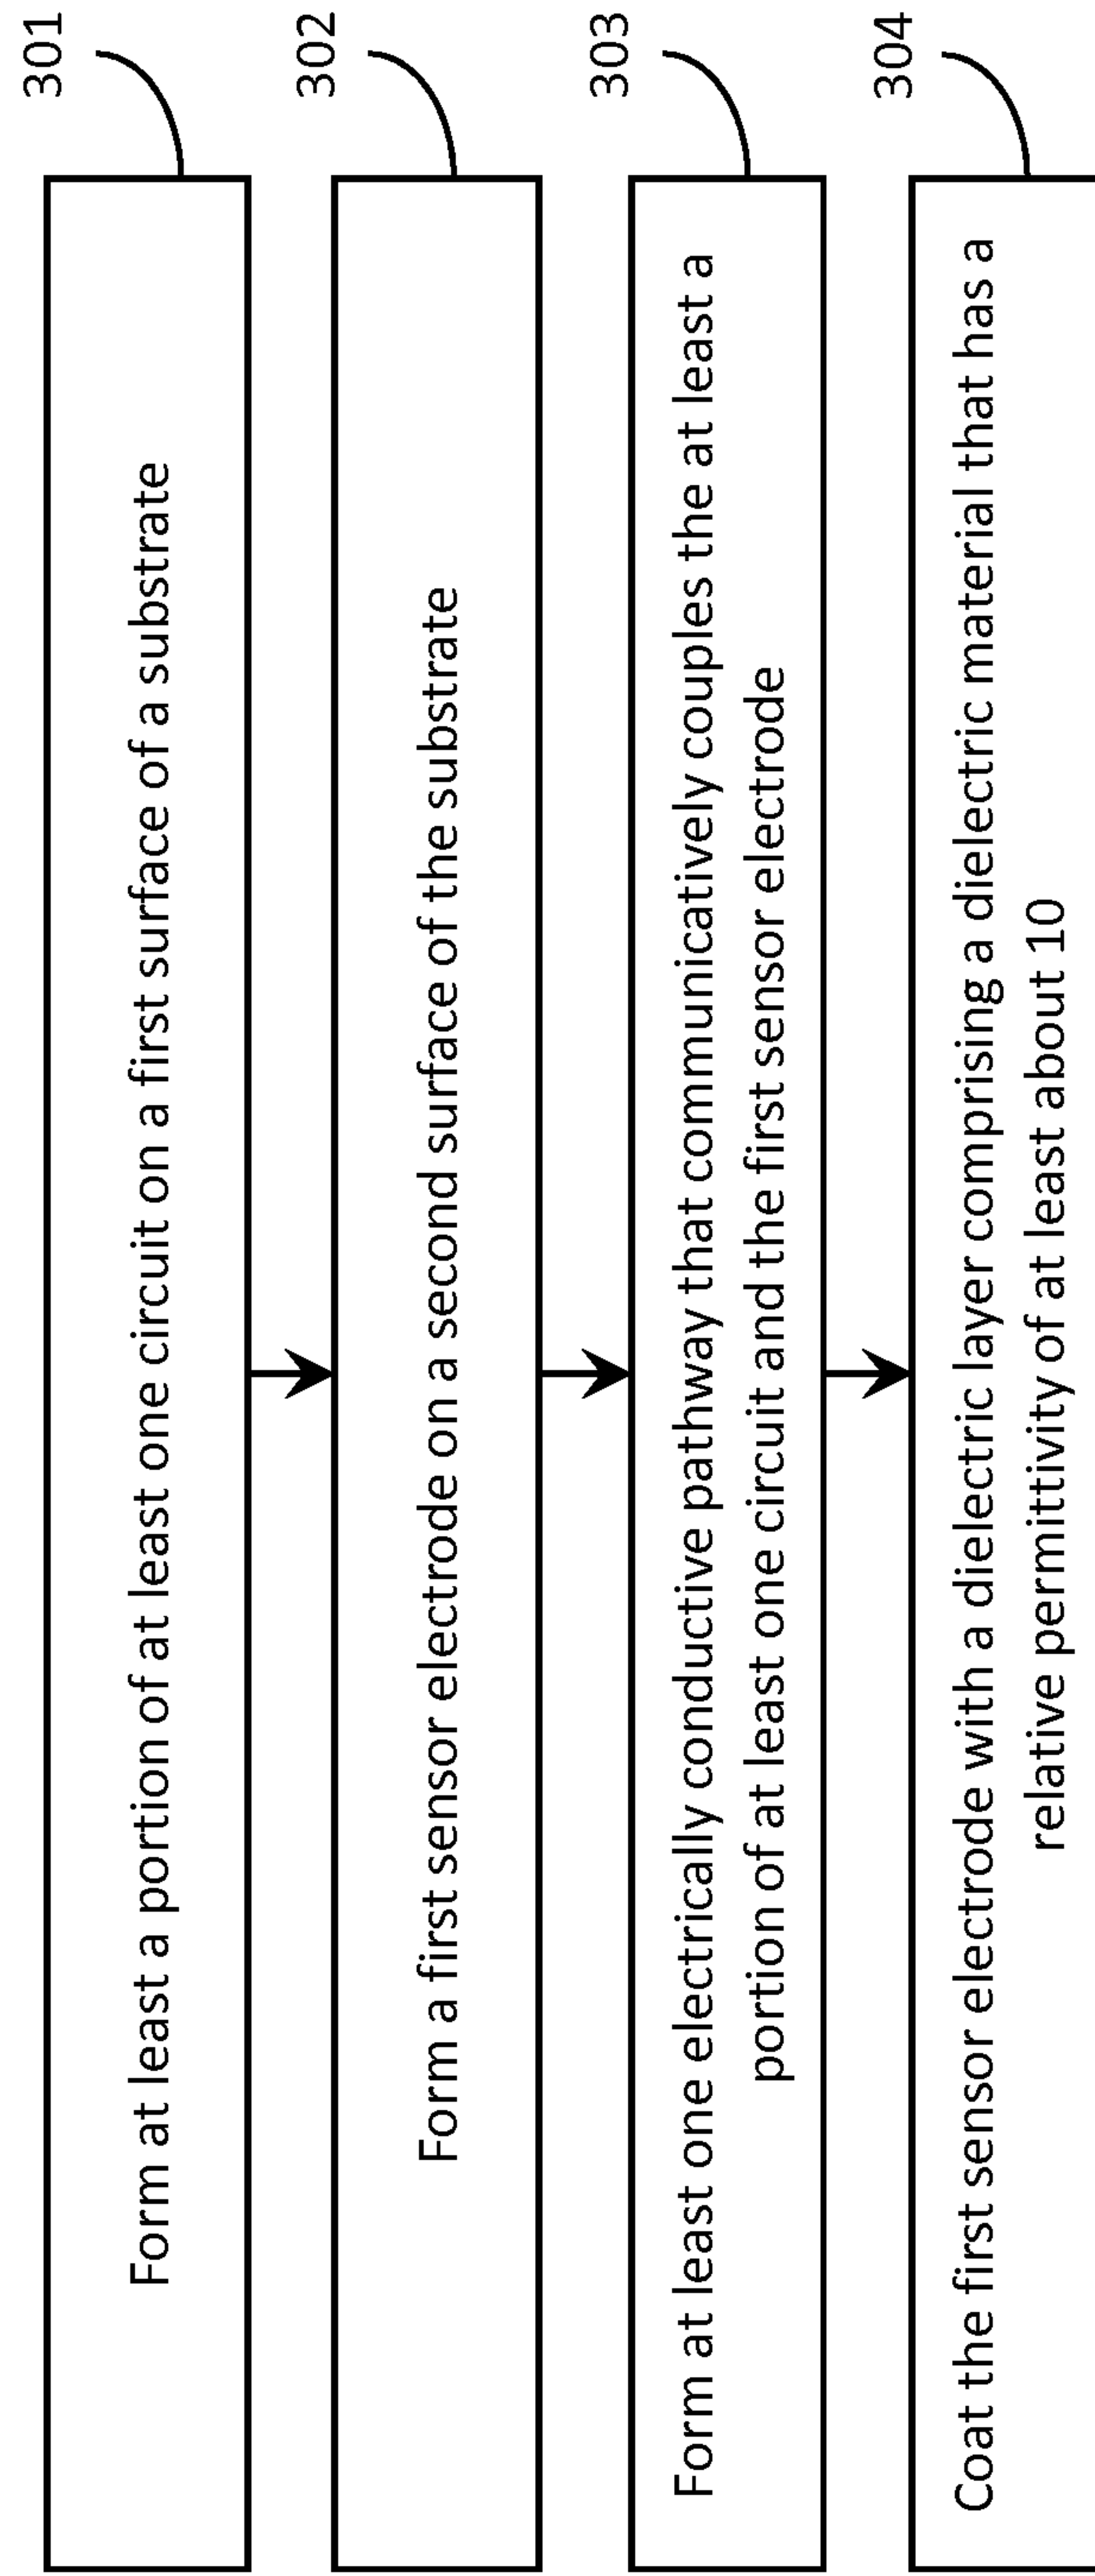 301
Form at least a portion of at least one circuit on a first surface of a substrate
302
Form a first sensor electrode on a second surface of the substrate
303
Form at least one electrically conductive pathway that communicatively couples the at least a
portion of at least one circuit and the first sensor electrode
304
Coat the first sensor electrode with a dielectric layer comprising a dielectric material that has a
relative permittivity of at least about 10